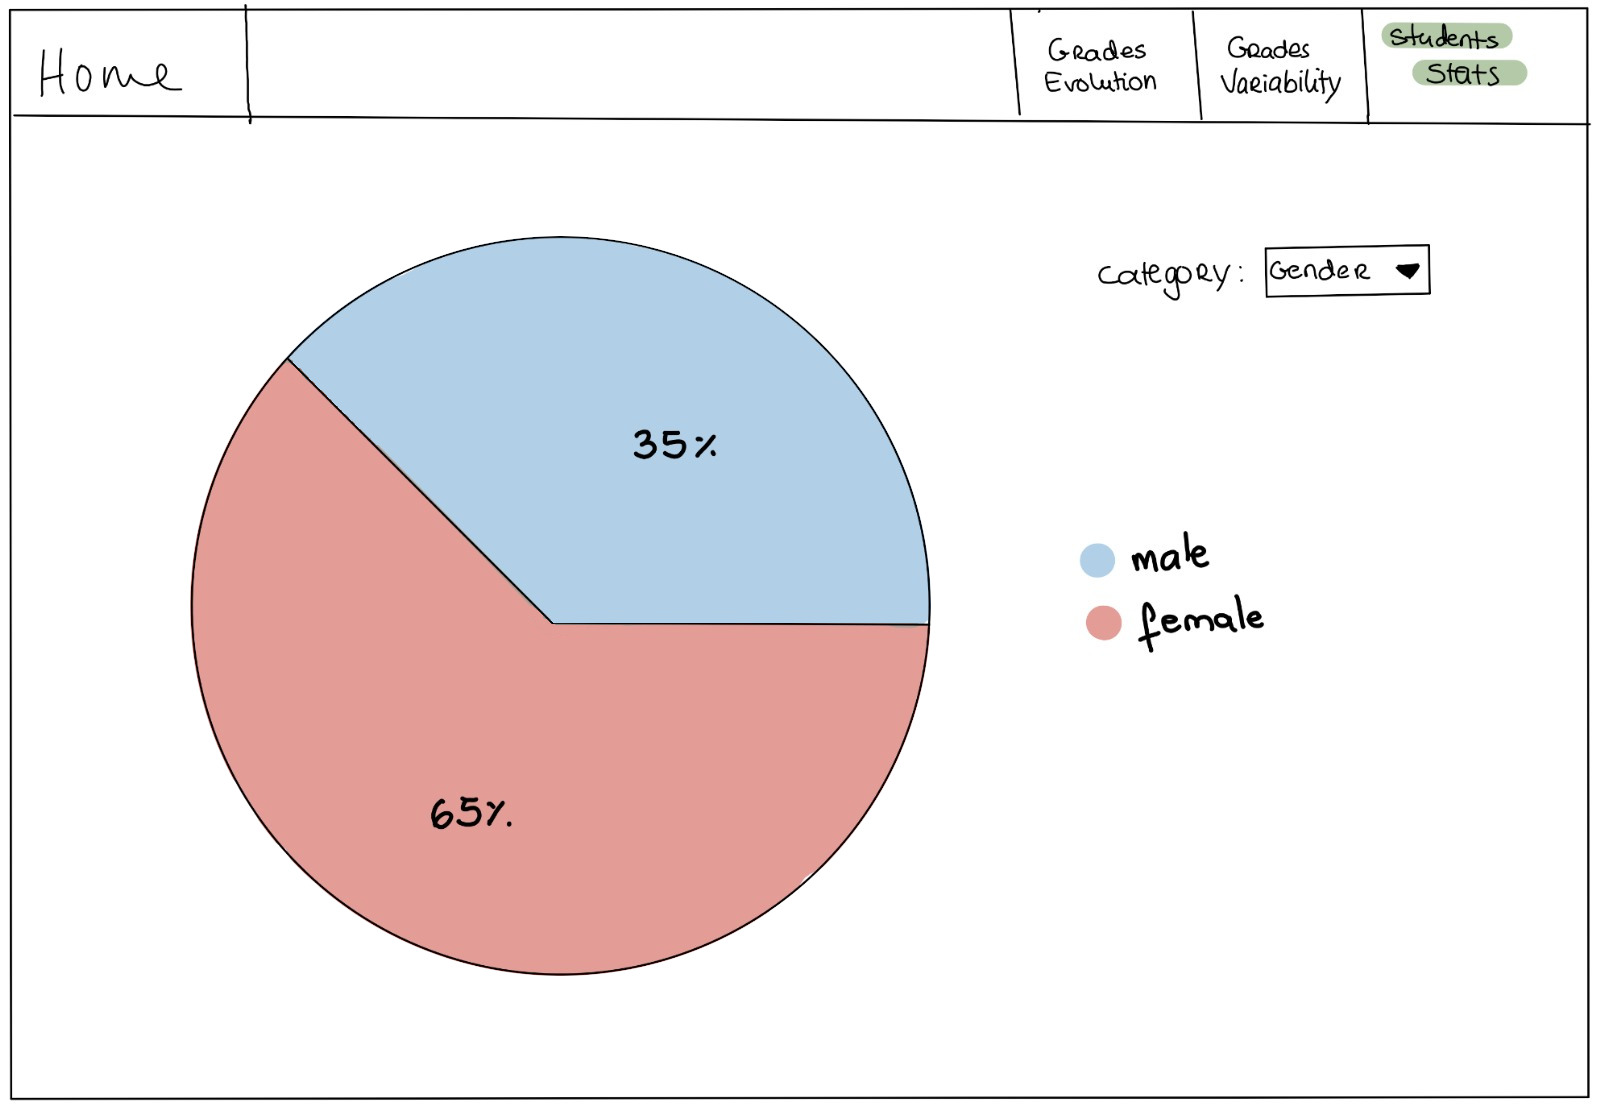 Home
Grades
Evolution
Grades
Variability
Students
Stats
Category: Gender
35%
male
female
65%